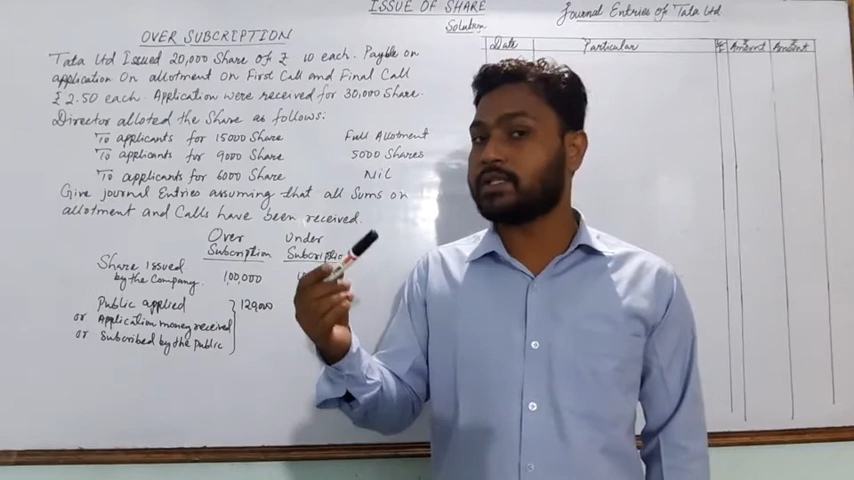 ISSUE OF SHARE
Solution
Journal Entries of Tata Ltd.
OVER SUBCRIPTION
Tata Ltd Issued 20,000 Share of ₹ 10 each. Payble on
application On allotment On First Call and Final Call
₹ 2.50 each. Application were received for 30,000 Share.
Director alloted the Share as follows:
To applicants for 15000 Share Full Allotment
To applicants for 9000 Share 5000 Shares
To applicants for 6000 Share Nil
Give journal Entries assuming that all Sums on
allotment and Calls have been received.
Over Under
Subscription
Share issued
by the Company. 1,00,000
Public applied
or Application money received 129,000
or Subcribed by the Public
Date Particular Amount Amount